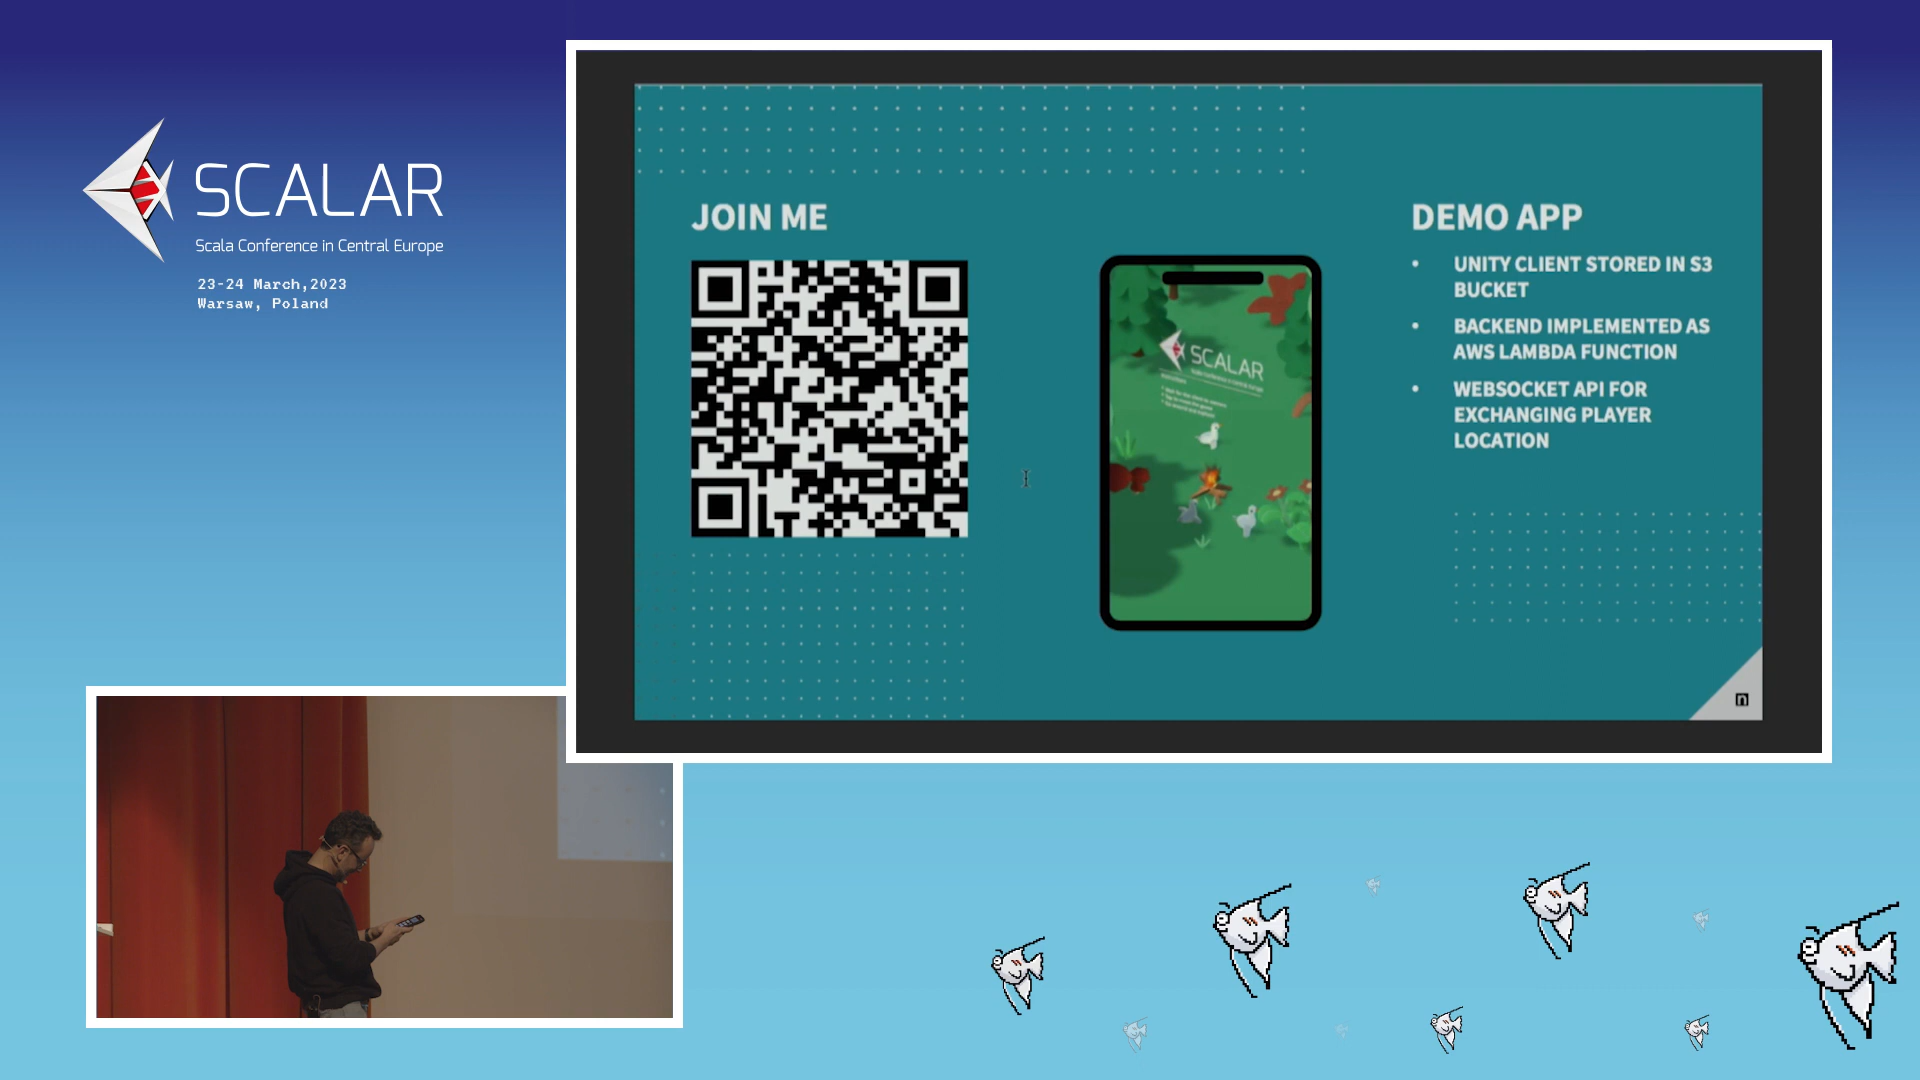 SCALAR
Scala Conference in Central Europe
23-24 March,2023
Warsaw, Poland
JOIN ME
SCALAR
DEMO APP
• UNITY CLIENT STORED IN S3
BUCKET
• BACKEND IMPLEMENTED AS
AWS LAMBDA FUNCTION
• WEBSOCKET API FOR
EXCHANGING PLAYER
LOCATION
n